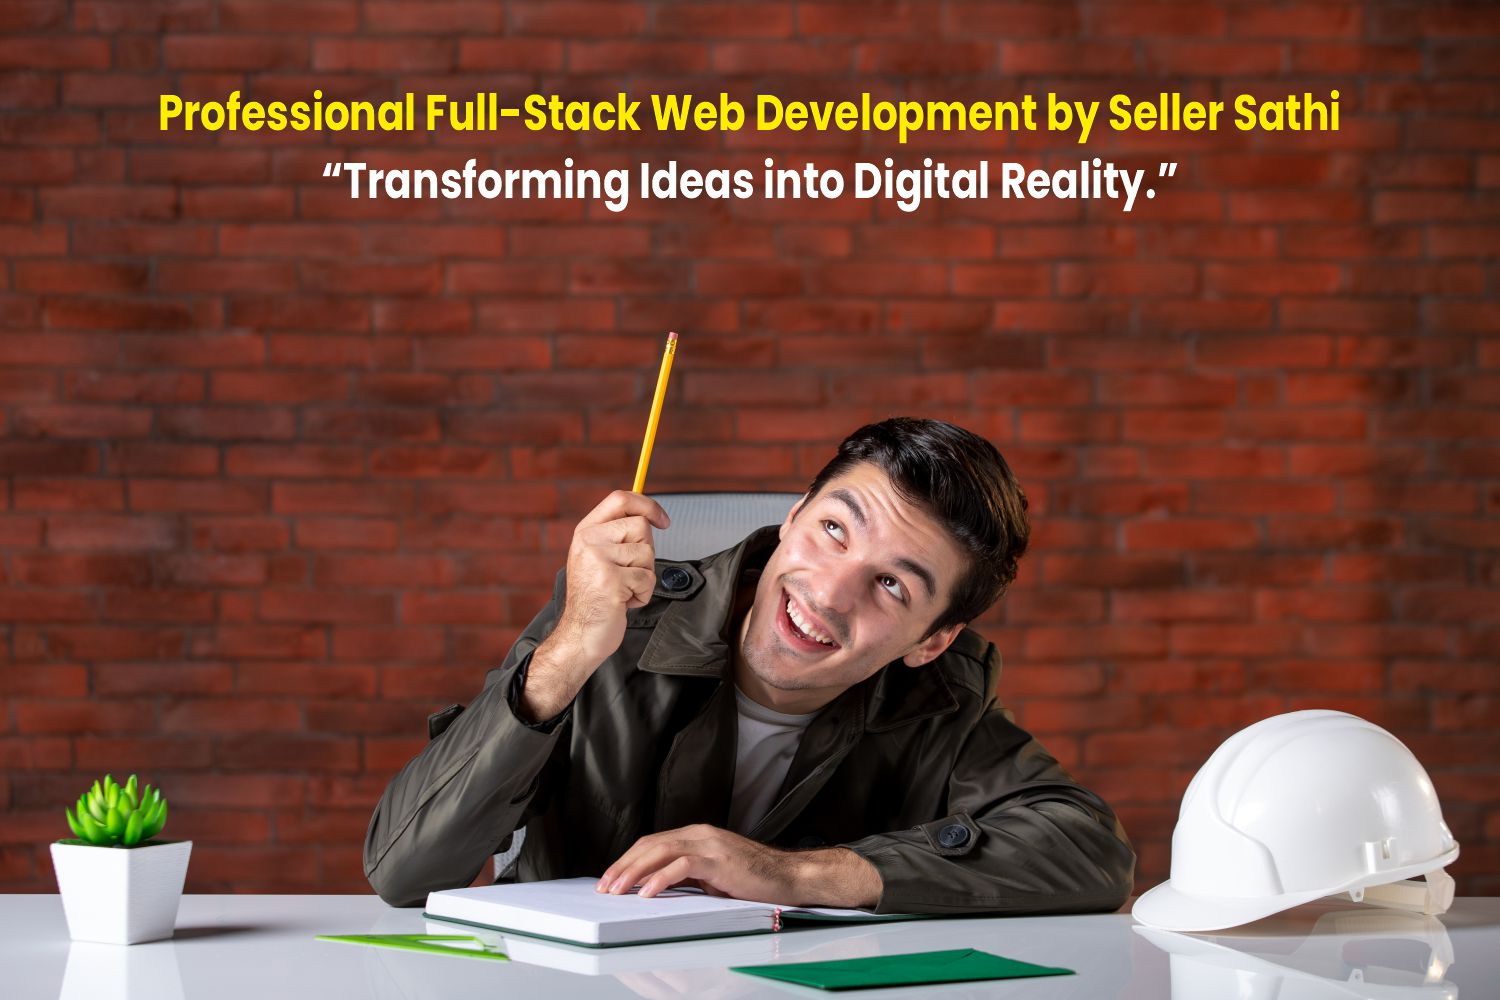 Professional Full-Stack Web Development by Seller Sathi
“Transforming Ideas into Digital Reality.”